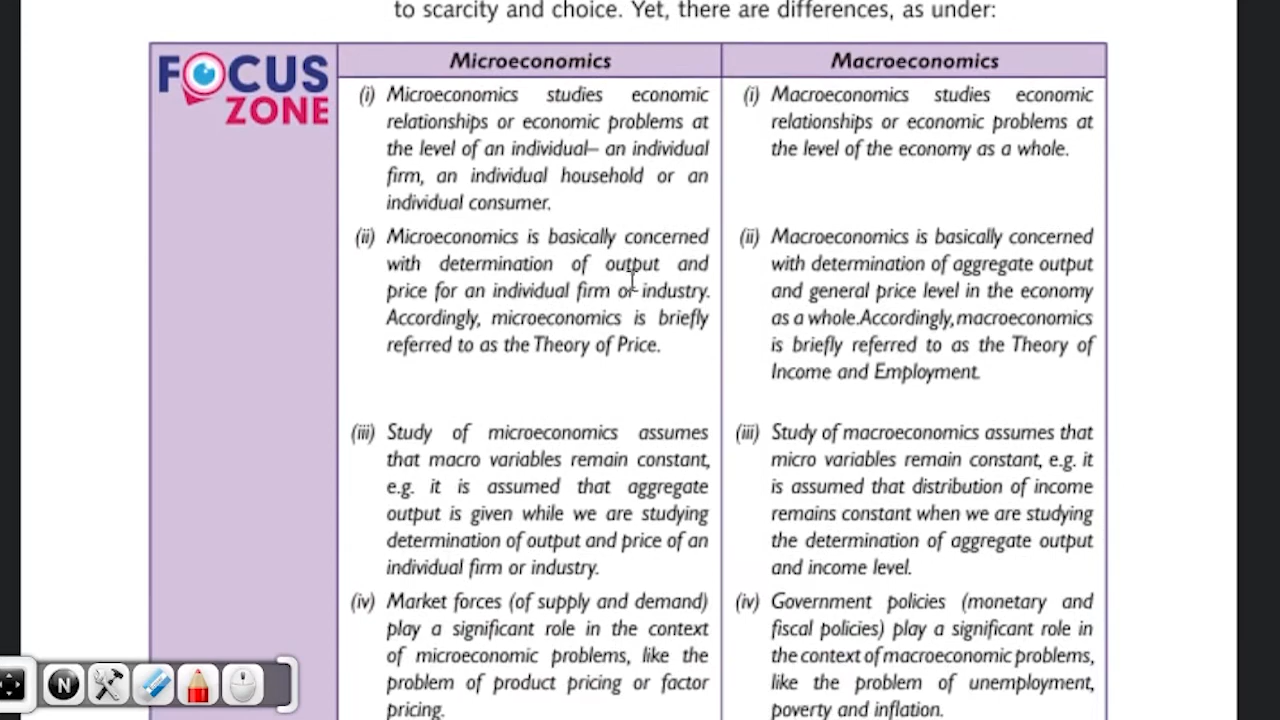 to scarcity and choice. Yet, there are differences, as under:
FOCUS
ZONE
Microeconomics
(i) Microeconomics studies economic
relationships or economic problems at
the level of an individual– an individual
firm, an individual household or an
individual consumer.
(ii) Microeconomics is basically concerned
with determination of output and
price for an individual firm or industry.
Accordingly, microeconomics is briefly
referred to as the Theory of Price.
(iii) Study of microeconomics assumes
that macro variables remain constant,
e.g. it is assumed that aggregate
output is given while we are studying
determination of output and price of an
individual firm or industry.
(iv) Market forces (of supply and demand)
play a significant role in the context
of microeconomic problems, like the
problem of product pricing or factor
pricing.
Macroeconomics
(i) Macroeconomics studies economic
relationships or economic problems at
the level of the economy as a whole.
(ii) Macroeconomics is basically concerned
with determination of aggregate output
and general price level in the economy
as a whole. Accordingly, macroeconomics
is briefly referred to as the Theory of
Income and Employment.
(iii) Study of macroeconomics assumes that
micro variables remain constant, e.g. it
is assumed that distribution of income
remains constant when we are studying
the determination of aggregate output
and income level.
(iv) Government policies (monetary and
fiscal policies) play a significant role in
the context of macroeconomic problems,
like the problem of unemployment,
poverty and inflation.
N